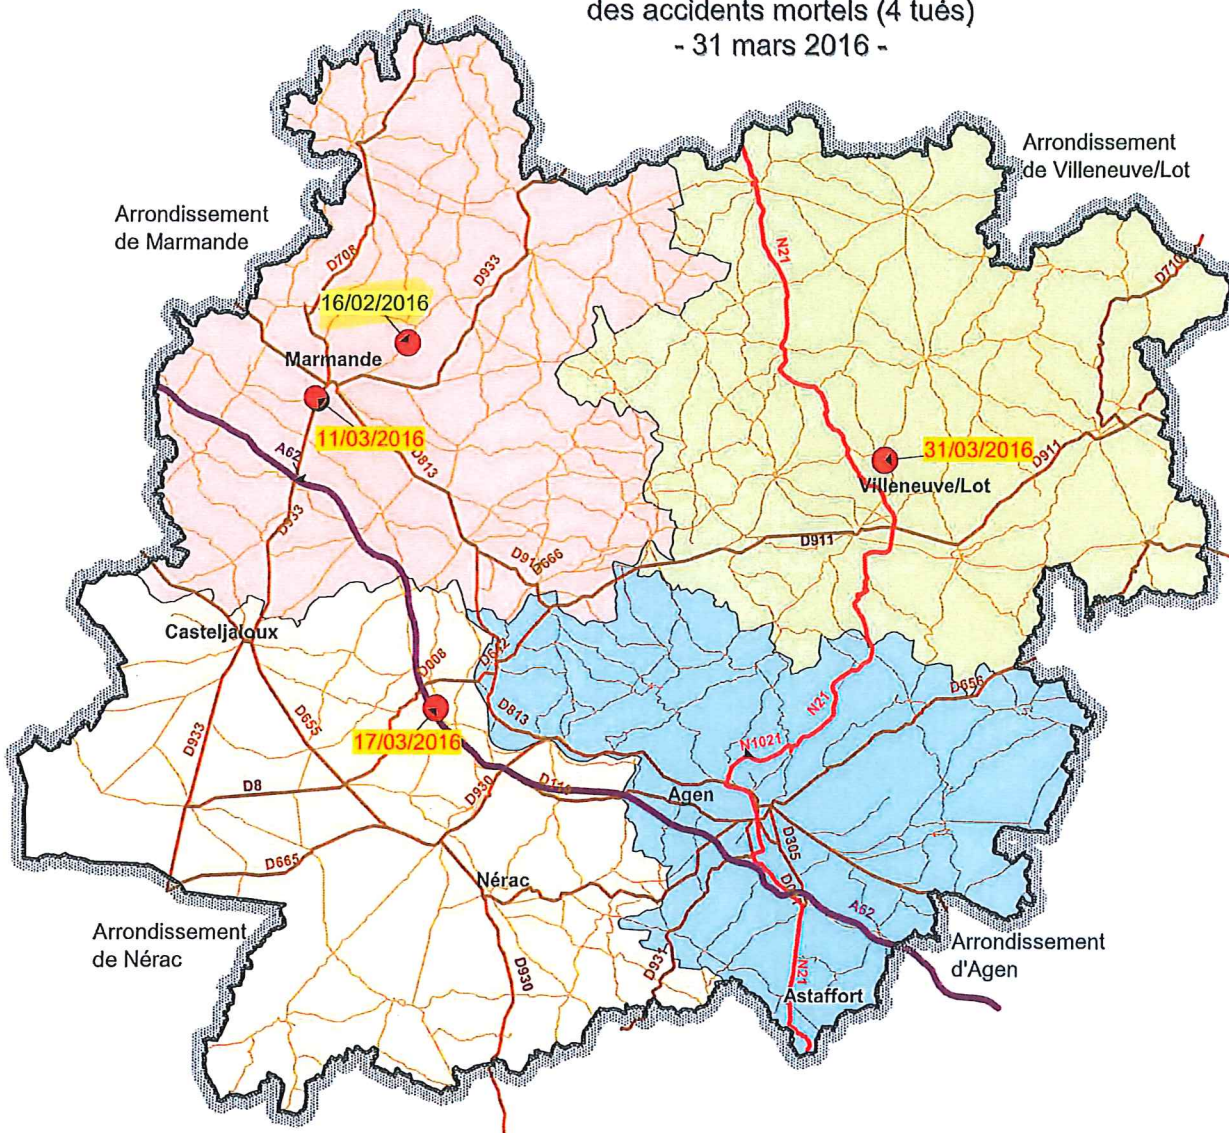 des accidents mortels (4 tués)
- 31 mars 2016 -
Arrondissement
de Villeneuve/Lot
Arrondissement
de Marmande
N21
D710
D708
D933
16/02/2016
Marmande
11/03/2016
A62
D813
31/03/2016
D911
Villeneuve/Lot
D933
D911
D666
Casteljaloux
D008
D642
D656
D655
D813
N21
D933
17/03/2016
N1021
D8
D930
Agen
D305
D665
Nérac
A62
Arrondissement
de Nérac
Arrondissement
d'Agen
D930
D931
N21
Astaffort